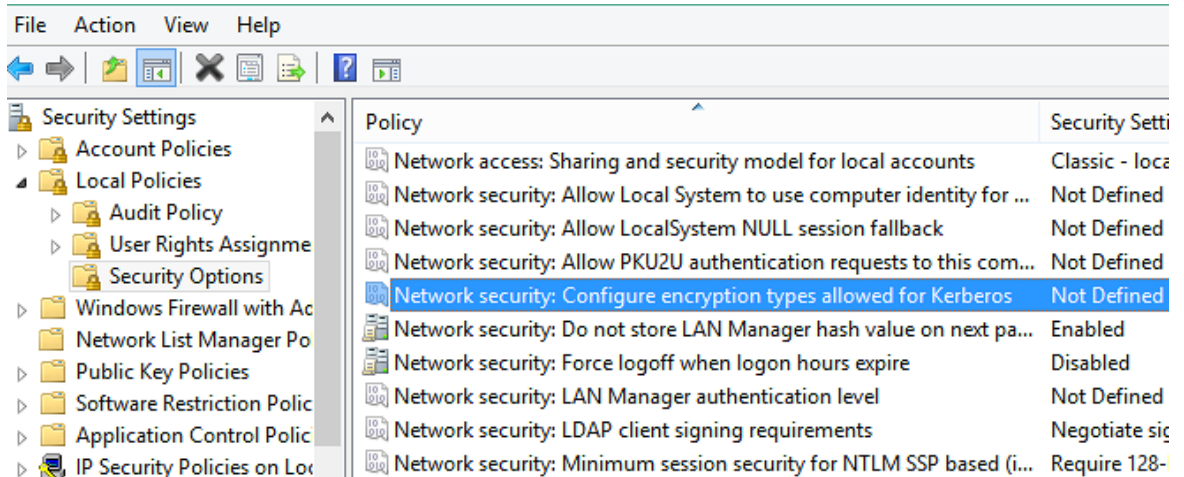 File Action View Help
Security Settings
Account Policies
Local Policies
Audit Policy
User Rights Assignme
Security Options
Windows Firewall with Ad
Network List Manager Po
Public Key Policies
Software Restriction Polic
Application Control Polic
IP Security Policies on Loc
Policy Security Setti
Network access: Sharing and security model for local accounts Classic - loca
Network security: Allow Local System to use computer identity for ... Not Defined
Network security: Allow LocalSystem NULL session fallback Not Defined
Network security: Allow PKU2U authentication requests to this com... Not Defined
Network security: Configure encryption types allowed for Kerberos Not Defined
Network security: Do not store LAN Manager hash value on next pa... Enabled
Network security: Force logoff when logon hours expire Disabled
Network security: LAN Manager authentication level Not Defined
Network security: LDAP client signing requirements Negotiate sig
Network security: Minimum session security for NTLM SSP based (i... Require 128-